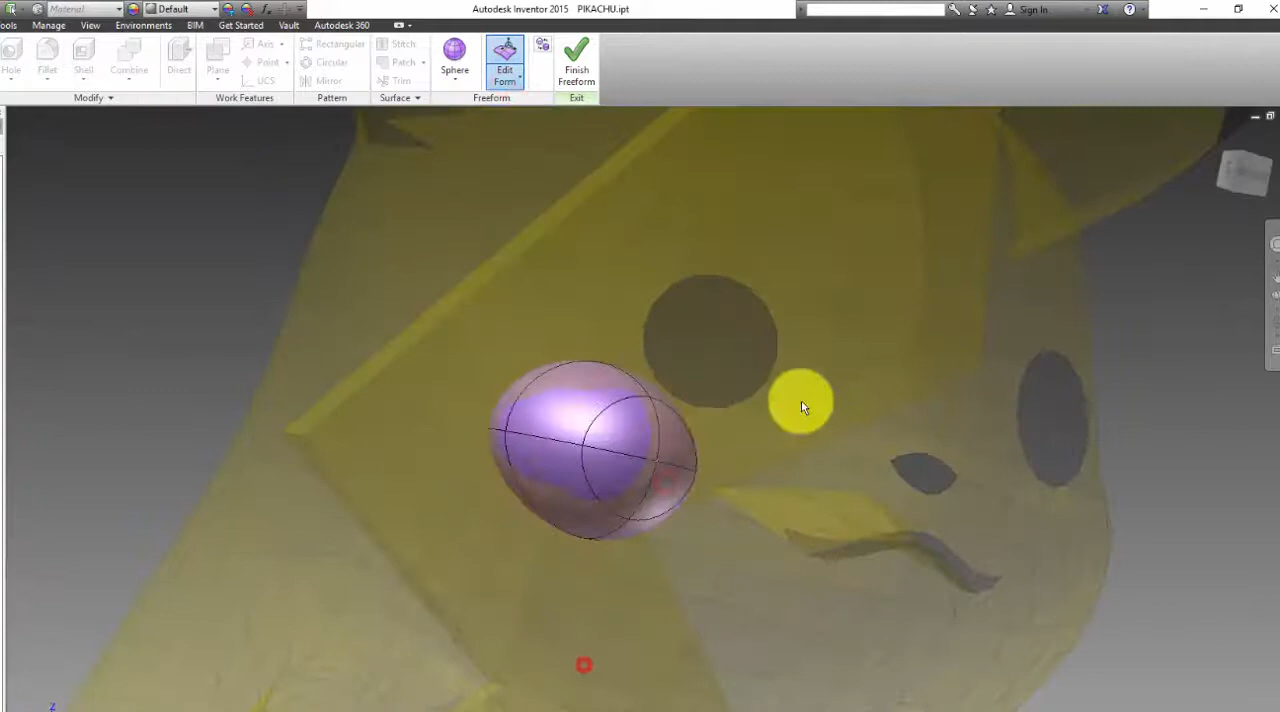 Material
Default
Autodesk Inventor 2015 PIKACHU.ipt
Sign In
ools Manage View Environments BIM Get Started Vault Autodesk 360
Hole Fillet Shell Combine Direct Plane Axis Point UCS Rectangular Circular Mirror Stitch Patch Trim Sphere Edit Form Finish Freeform
Modify Work Features Pattern Surface Freeform Exit
Z